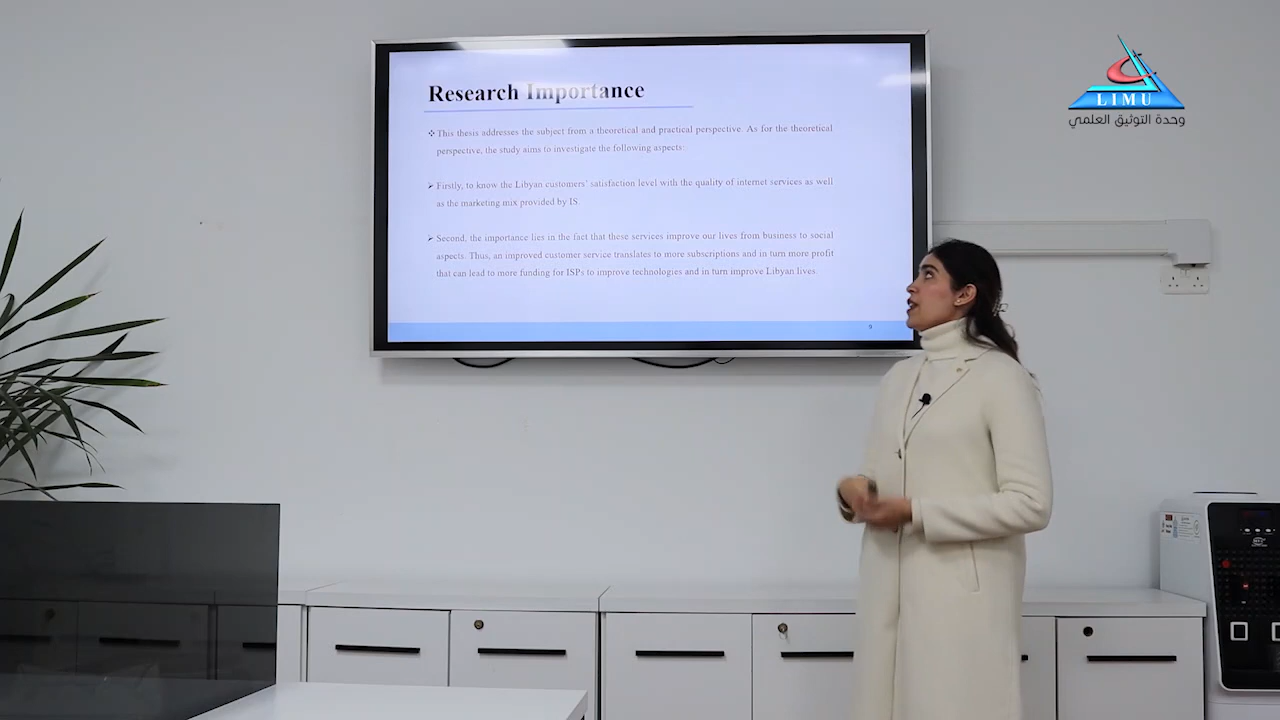 Research Importance
❖ This thesis addresses the subject from a theoretical and practical perspective. As for the theoretical
perspective, the study aims to investigate the following aspects:
➢ Firstly, to know the Libyan customers' satisfaction level with the quality of internet services as well
as the marketing mix provided by IS.
➢ Second, the importance lies in the fact that these services improve our lives from business to social
aspects. Thus, an improved customer service translates to more subscriptions and in turn more profit
that can lead to more funding for ISPs to improve technologies and in turn improve Libyan lives.
9
LIMU
وحدة التوثيق العلمي